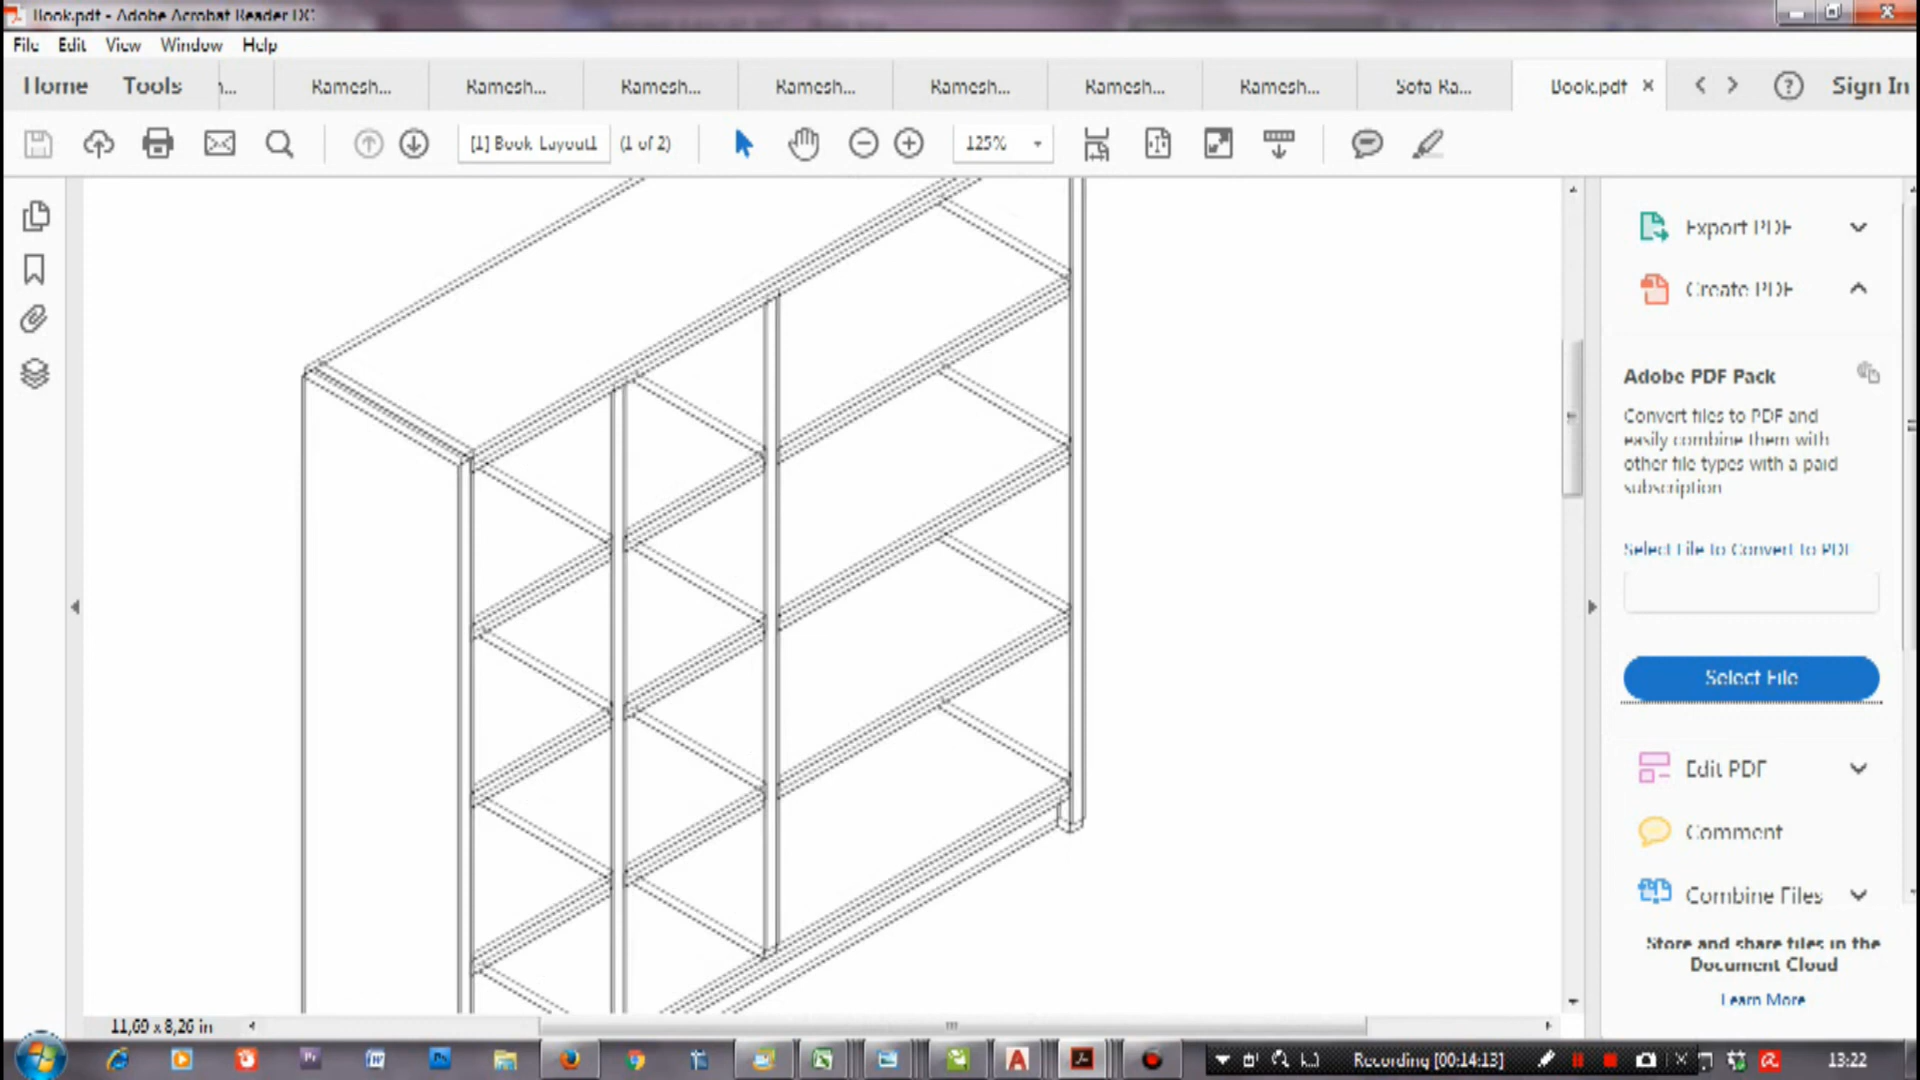 Book.pdf - Adobe Acrobat Reader DC
File Edit View Window Help
Home Tools ... Ramesh... Ramesh... Ramesh... Ramesh... Ramesh... Ramesh... Ramesh... Sofa Ra... Book.pdf Sign In
[1] Book Layout1 (1 of 2) 125%
Export PDF
Create PDF
Adobe PDF Pack
Convert files to PDF and
easily combine them with
other file types with a paid
subscription
Select File to Convert to PDF
Select File
Edit PDF
Comment
Combine Files
Store and share files in the
Document Cloud
Learn More
11,69 x 8,26 in
Recording [00:14:13]
13:22